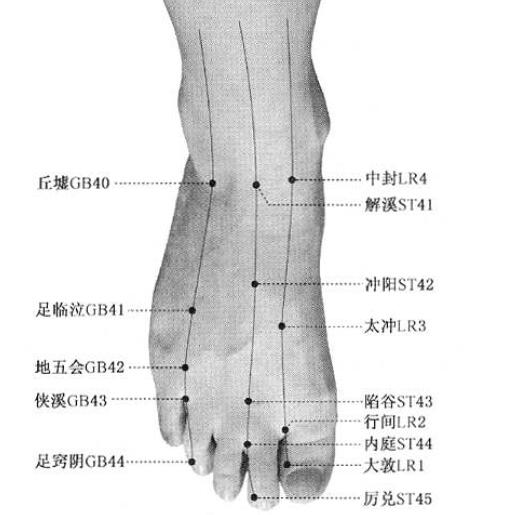 丘墟GB40
足临泣GB41
地五会GB42
侠溪GB43
足窍阴GB44
中封LR4
解溪ST41
冲阳ST42
太冲LR3
陷谷ST43
行间LR2
内庭ST44
大敦LR1
厉兑ST45